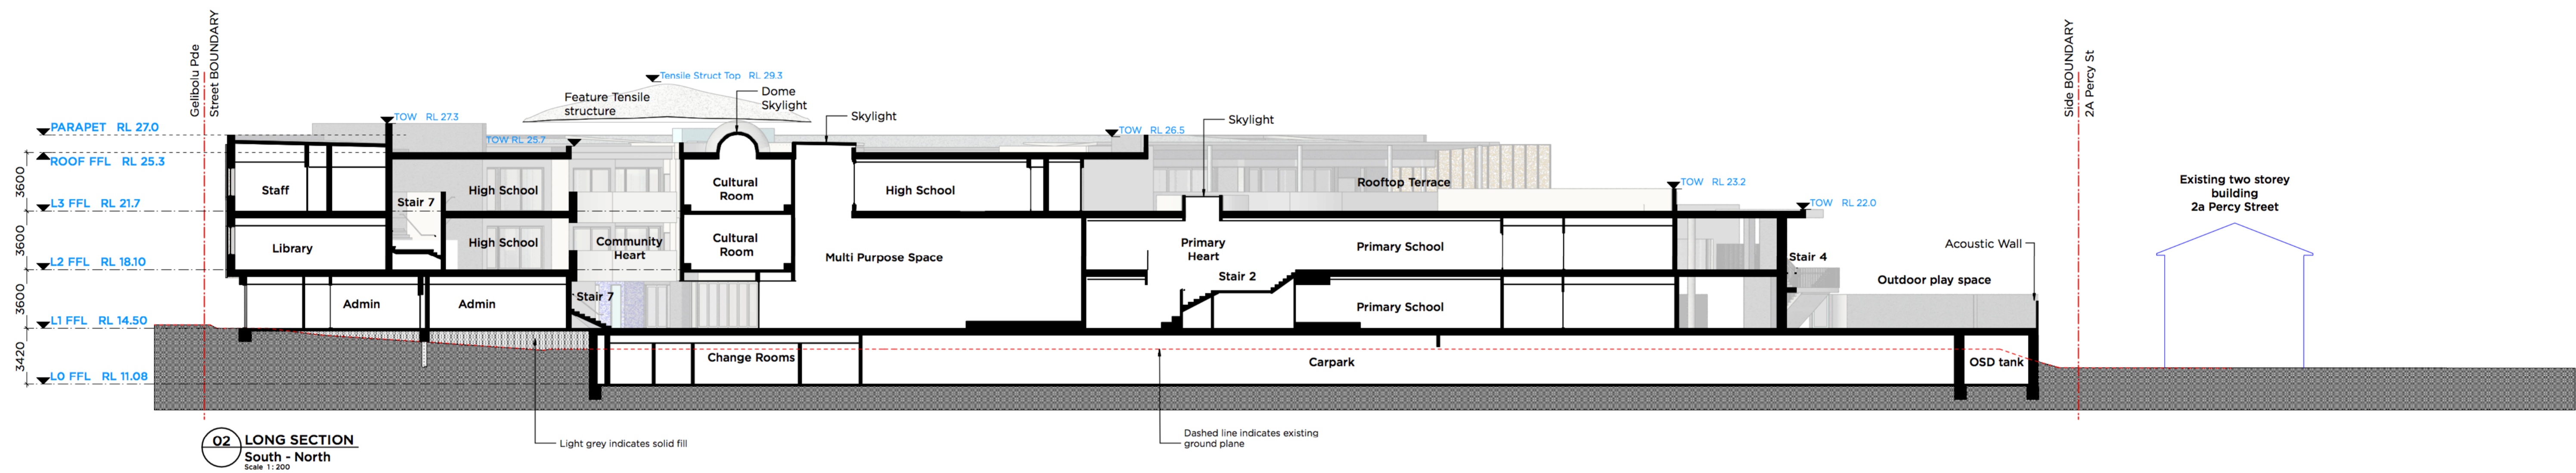 Gelibolu Pde
Street BOUNDARY
Side BOUNDARY
2A Percy St
Tensile Struct Top RL 29.3
Feature Tensile
structure
Dome
Skylight
Skylight
Skylight
PARAPET RL 27.0
TOW RL 27.3
TOW RL 25.7
TOW RL 26.5
ROOF FFL RL 25.3
3600
Staff
High School
Cultural
Room
High School
Rooftop Terrace
TOW RL 23.2
Existing two storey
building
2a Percy Street
L3 FFL RL 21.7
Stair 7
TOW RL 22.0
3600
Library
High School
Community
Heart
Cultural
Room
Multi Purpose Space
Primary
Heart
Primary School
Acoustic Wall
L2 FFL RL 18.10
Stair 4
Stair 2
Outdoor play space
3600
Admin
Admin
Stair 7
Primary School
L1 FFL RL 14.50
3420
Change Rooms
Carpark
OSD tank
L0 FFL RL 11.08
02 LONG SECTION
South - North
Scale 1 : 200
Light grey indicates solid fill
Dashed line indicates existing
ground plane